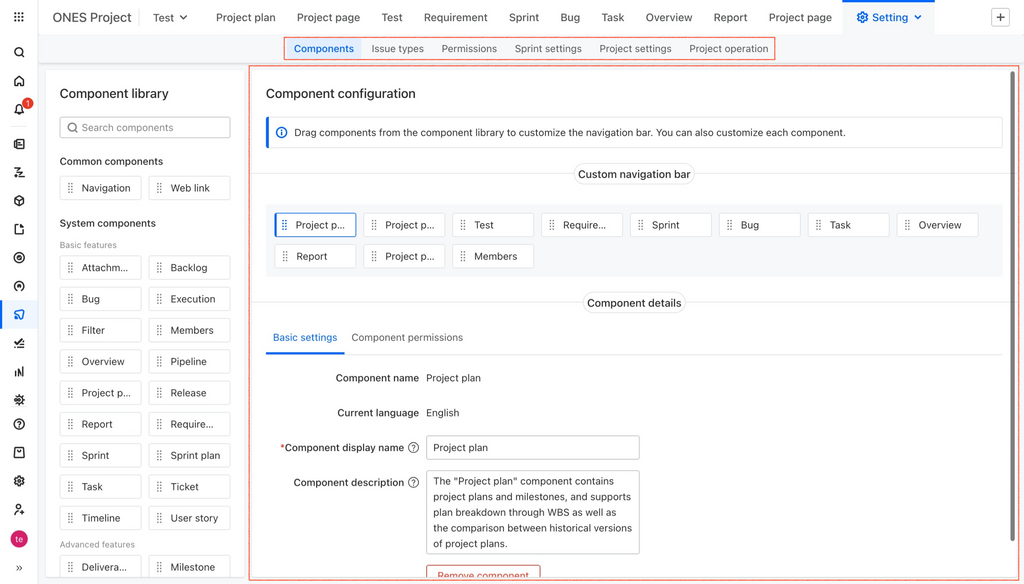 ONES Project Test Project plan Project page Test Requirement Sprint Bug Task Overview Report Project page Setting +
Components Issue types Permissions Sprint settings Project settings Project operation
1
te
»
Component library
Search components
Common components
Navigation Web link
System components
Basic features
Attachm... Backlog
Bug Execution
Filter Members
Overview Pipeline
Project p... Release
Report Require...
Sprint Sprint plan
Task Ticket
Timeline User story
Advanced features
Delivera... Milestone
Component configuration
Drag components from the component library to customize the navigation bar. You can also customize each component.
Custom navigation bar
Project p... Project p... Test Require... Sprint Bug Task Overview
Report Project p... Members
Component details
Basic settings Component permissions
Component name Project plan
Current language English
*Component display name ? Project plan
Component description ? The "Project plan" component contains
project plans and milestones, and supports
plan breakdown through WBS as well as
the comparison between historical versions
of project plans.
Remove component